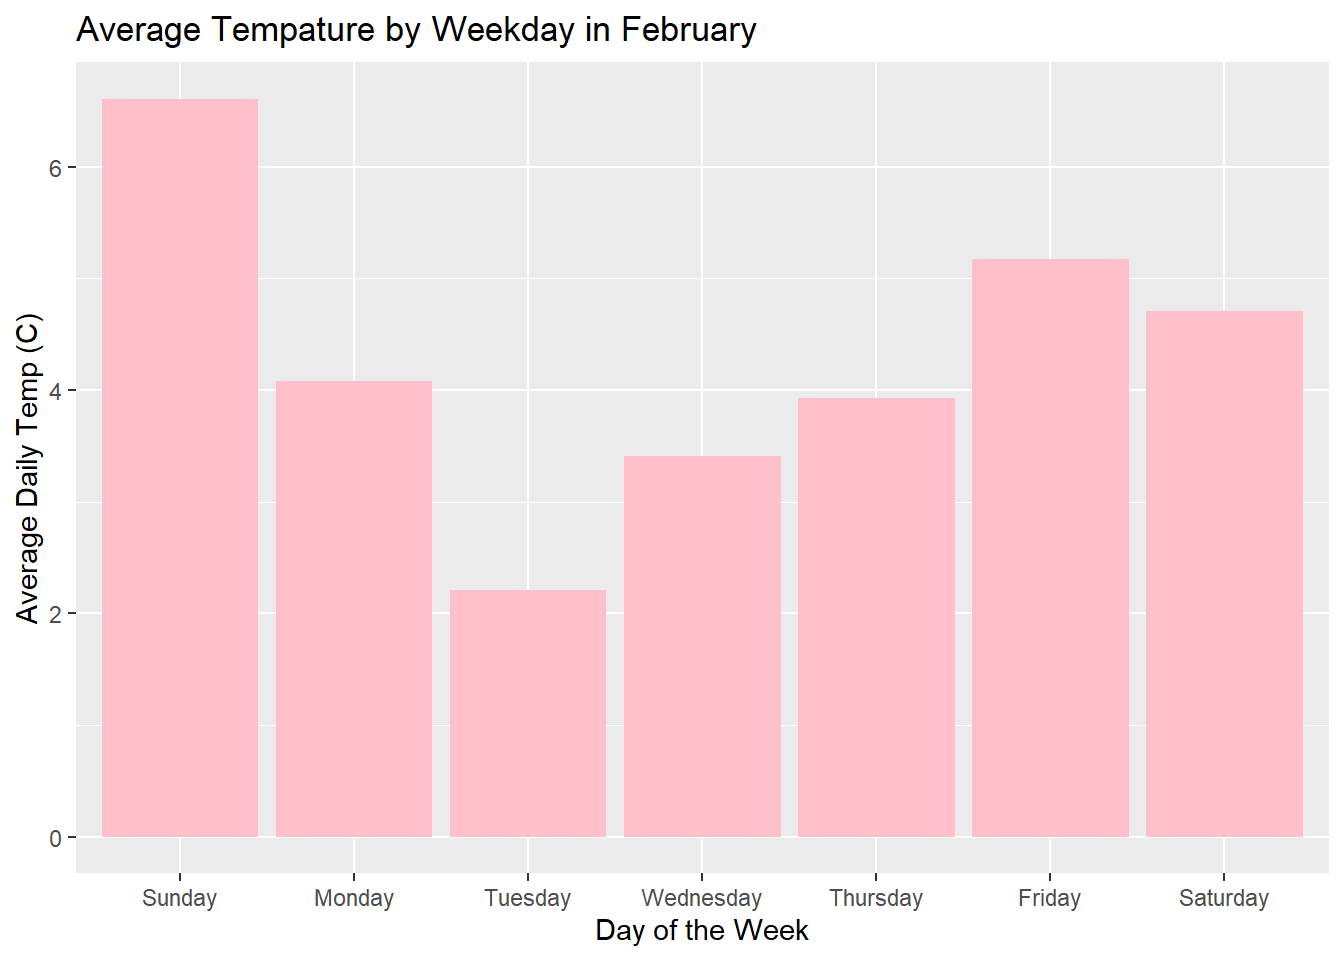 Average Tempature by Weekday in February
Average Daily Temp (C)
6
4
2
0
Sunday Monday Tuesday Wednesday Thursday Friday Saturday
Day of the Week